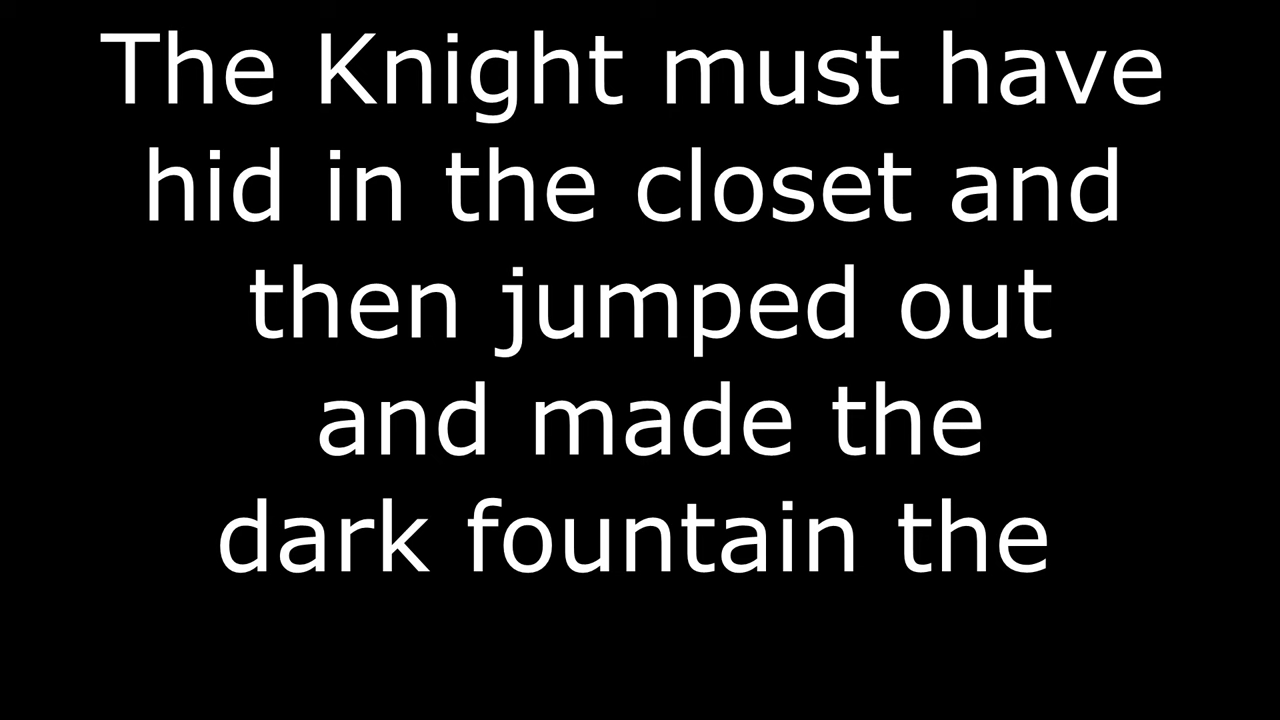 The Knight must have
hid in the closet and
then jumped out
and made the
dark fountain the